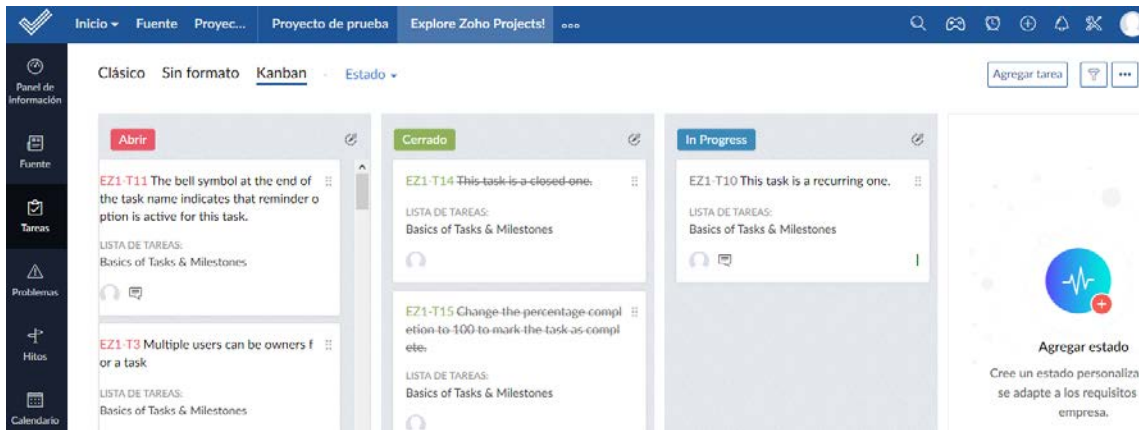 Inicio Fuente Proyec... Proyecto de prueba Explore Zoho Projects!
Panel de
Información
Fuente
Tareas
Problemas
Hitos
Calendario
Clásico Sin formato Kanban Estado
Agregar tarea
Abrir
EZ1-T11 The bell symbol at the end of
the task name indicates that reminder o
ption is active for this task.
LISTA DE TAREAS:
Basics of Tasks & Milestones
EZ1-T3 Multiple users can be owners f
or a task
LISTA DE TAREAS:
Basics of Tasks & Milestones
Cerrado
EZ1-T14 This task is a closed one.
LISTA DE TAREAS:
Basics of Tasks & Milestones
EZ1-T15 Change the percentage compl
etion to 100 to mark the task as compl
ete.
LISTA DE TAREAS:
Basics of Tasks & Milestones
In Progress
EZ1-T10 This task is a recurring one.
LISTA DE TAREAS:
Basics of Tasks & Milestones
Agregar estado
Cree un estado personaliza
se adapte a los requisitos
empresa.